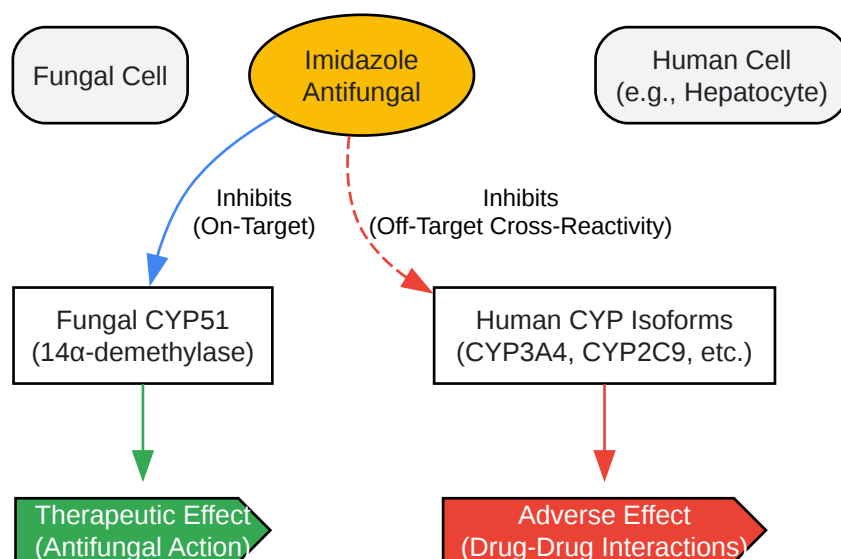 Fungal Cell
Imidazole
Antifungal
Human Cell
(e.g., Hepatocyte)
Inhibits
(On-Target)
Inhibits
(Off-Target Cross-Reactivity)
Fungal CYP51
(14α-demethylase)
Human CYP Isoforms
(CYP3A4, CYP2C9, etc.)
Therapeutic Effect
(Antifungal Action)
Adverse Effect
(Drug-Drug Interactions)